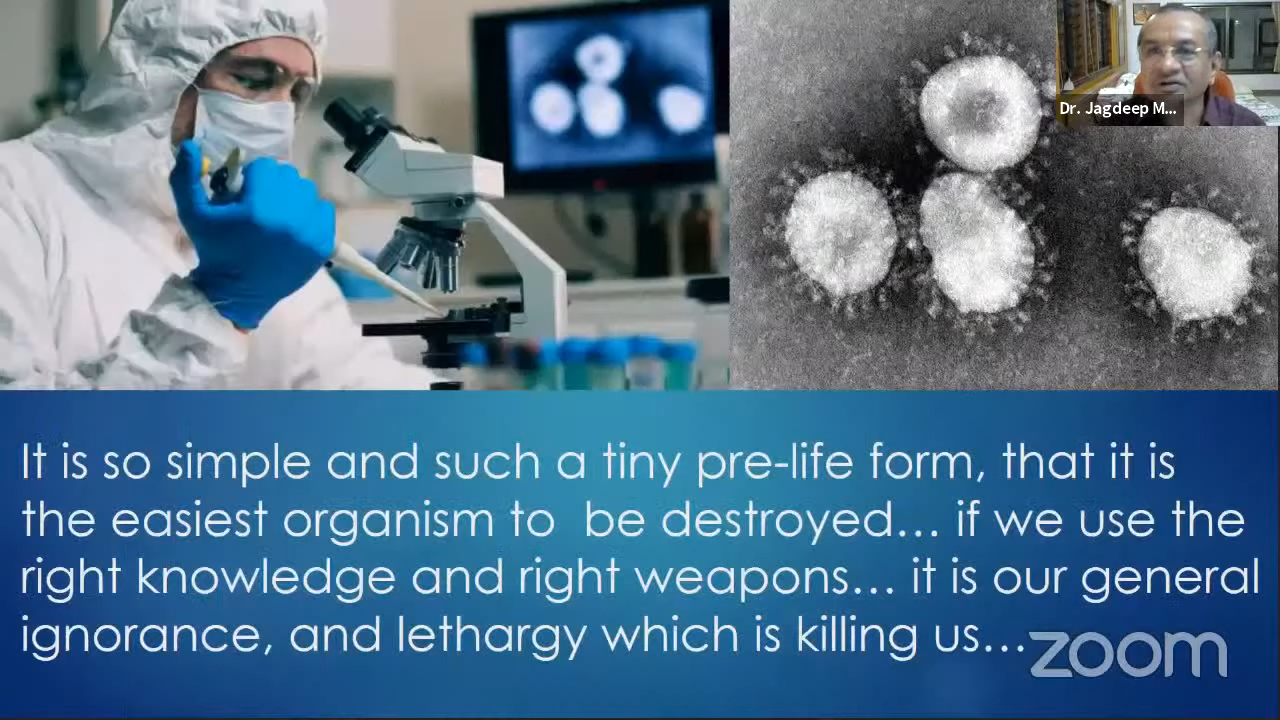 Dr. Jagdeep M...
It is so simple and such a tiny pre-life form, that it is
the easiest organism to  be destroyed... if we use the
right knowledge and right weapons... it is our general
ignorance, and lethargy which is killing us...
zoom